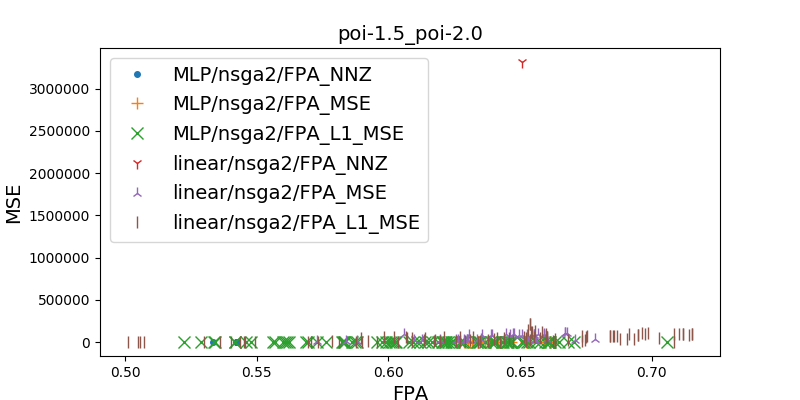 poi-1.5_poi-2.0
MLP/nsga2/FPA_NNZ
MLP/nsga2/FPA_MSE
MLP/nsga2/FPA_L1_MSE
linear/nsga2/FPA_NNZ
linear/nsga2/FPA_MSE
linear/nsga2/FPA_L1_MSE
MSE
3000000
2500000
2000000
1500000
1000000
500000
0
0.50 0.55 0.60 0.65 0.70
FPA